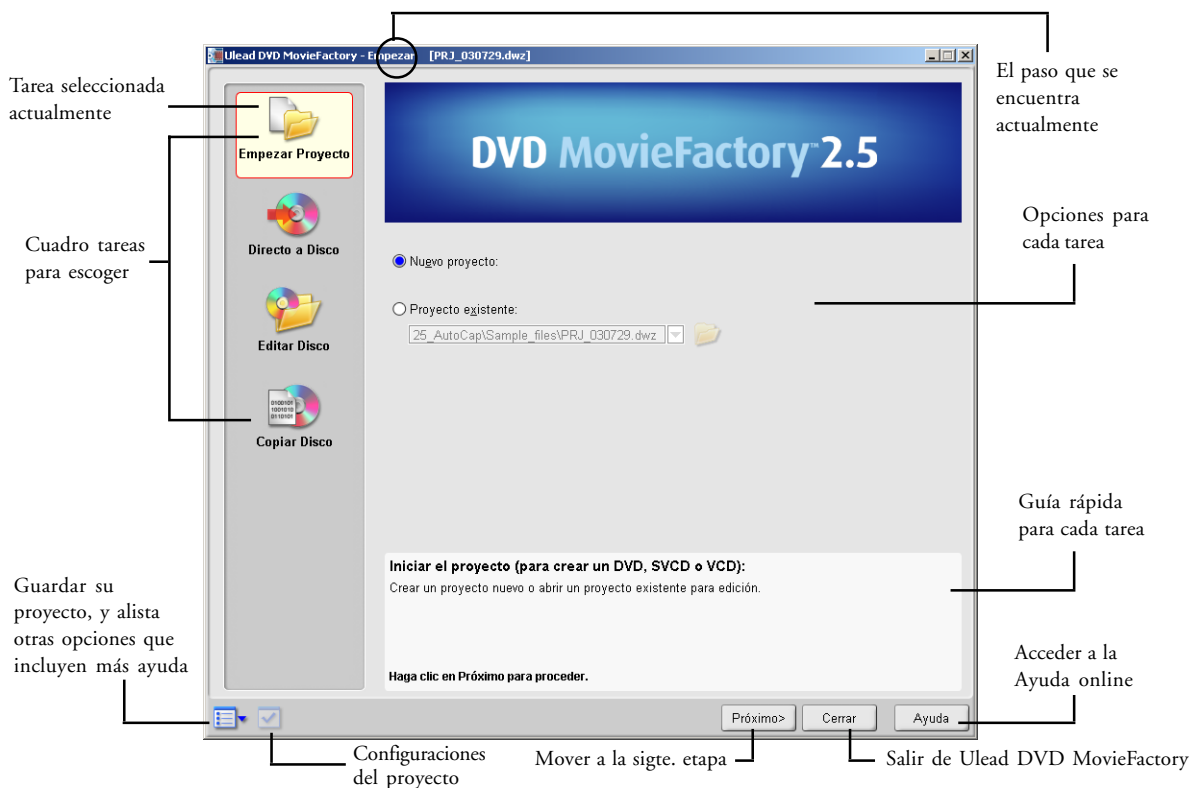 Ulead DVD MovieFactory - Empezar [PRJ_030729.dwz]
Tarea seleccionada
actualmente
El paso que se
encuentra
actualmente
Empezar Proyecto
DVD MovieFactory™ 2.5
Directo a Disco
Cuadro tareas
para escoger
Opciones para
cada tarea
Nuevo proyecto:
Proyecto existente:
25_AutoCap\Sample_files\PRJ_030729.dwz
Editar Disco
0100101
1001010
0110101
Copiar Disco
Guía rápida
para cada tarea
Iniciar el proyecto (para crear un DVD, SVCD o VCD):
Crear un proyecto nuevo o abrir un proyecto existente para edición.
Haga clic en Próximo para proceder.
Guardar su
proyecto, y alista
otras opciones que
incluyen más ayuda
Acceder a la
Ayuda online
Próximo>
Cerrar
Ayuda
Configuraciones
del proyecto
Mover a la sigte. etapa
Salir de Ulead DVD MovieFactory